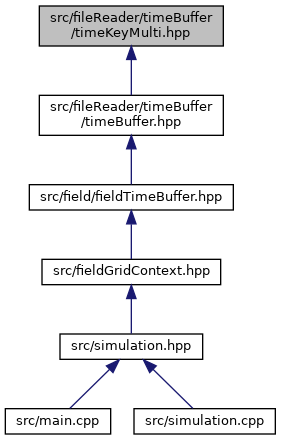 src/fileReader/timeBuffer
/timeKeyMulti.hpp
src/fileReader/timeBuffer
/timeBuffer.hpp
src/field/fieldTimeBuffer.hpp
src/fieldGridContext.hpp
src/simulation.hpp
src/main.cpp
src/simulation.cpp